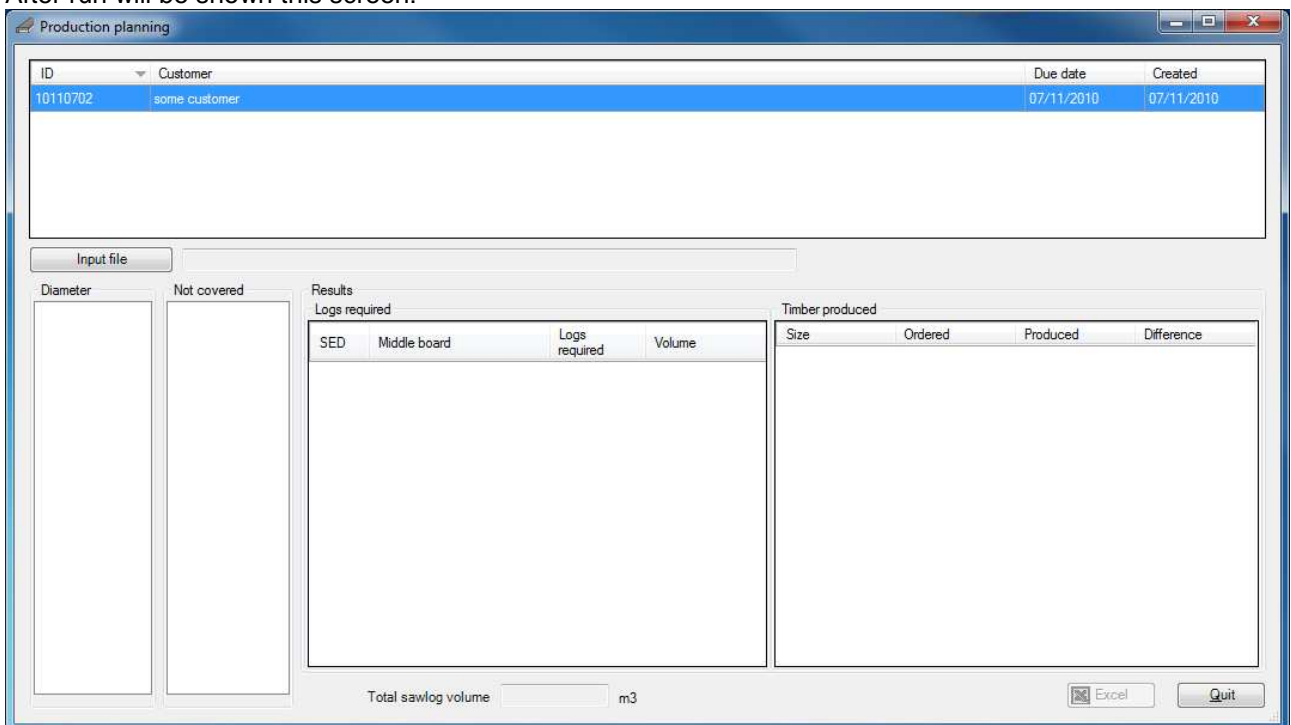 After run will be shown this screen.
Production planning
ID Customer Due date Created
10110702 some customer 07/11/2010 07/11/2010
Input file
Diameter Not covered Results
Logs required Timber produced
SED Middle board Logs required Volume Size Ordered Produced Difference
Total sawlog volume m3 Excel Quit